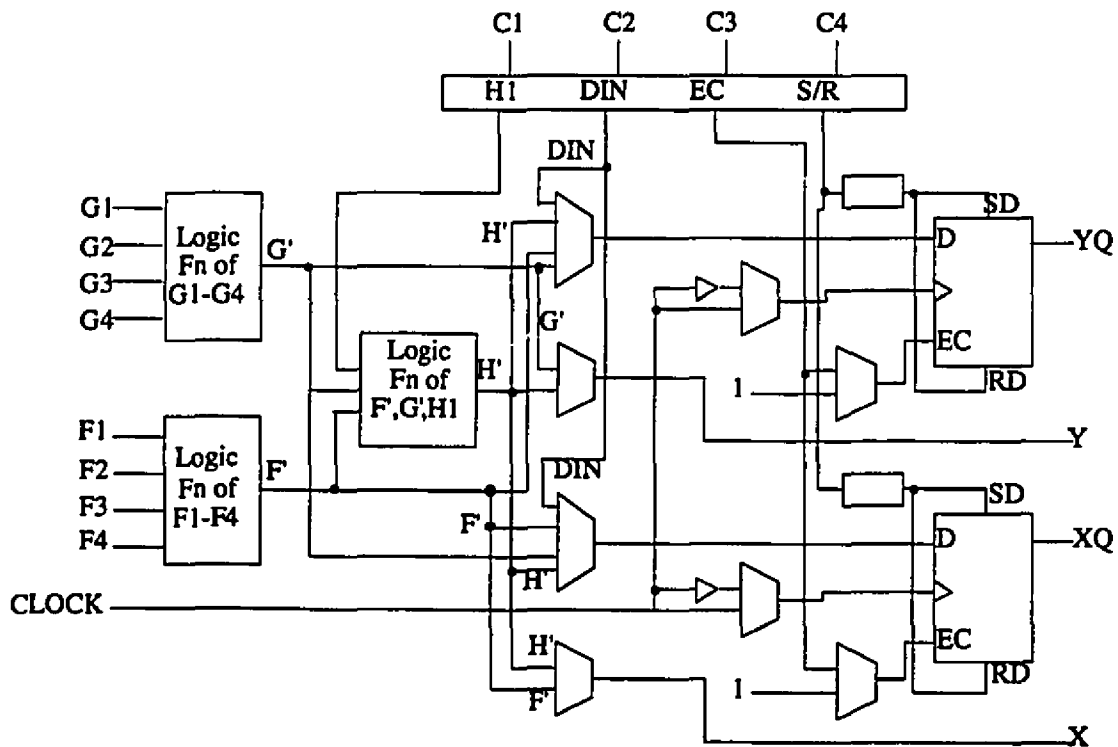 C1 C2 C3 C4
H1 DIN EC S/R
DIN
SD
G1
G2
G3
G4
Logic
Fn of
G1-G4
G'
H'
D
YQ
G'
EC
Logic
Fn of
F',G',H1
H'
1
RD
Y
F1
F2
F3
F4
Logic
Fn of
F1-F4
F'
DIN
SD
F'
D
XQ
H'
CLOCK
EC
H'
F'
1
RD
X